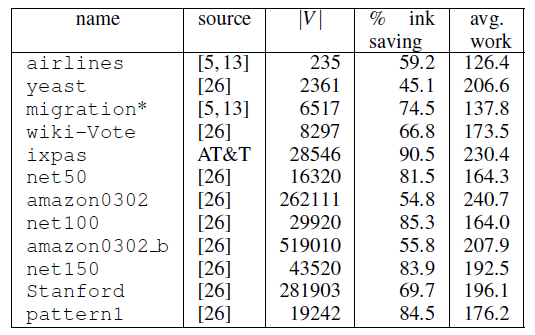 name source |V| % ink saving avg. work
airlines [5,13] 235 59.2 126.4
yeast [26] 2361 45.1 206.6
migration* [5,13] 6517 74.5 137.8
wiki-Vote [26] 8297 66.8 173.5
ixpas AT&T 28546 90.5 230.4
net50 [26] 16320 81.5 164.3
amazon0302 [26] 262111 54.8 240.7
net100 [26] 29920 85.3 164.0
amazon0302_b [26] 519010 55.8 207.9
net150 [26] 43520 83.9 192.5
Stanford [26] 281903 69.7 196.1
pattern1 [26] 19242 84.5 176.2